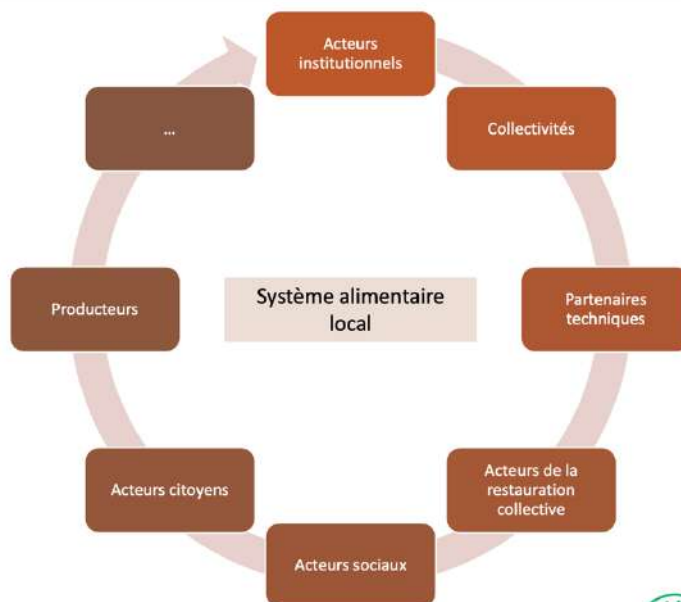 Acteurs
institutionnels
Collectivités
Partenaires
techniques
Acteurs de la
restauration
collective
Acteurs sociaux
Acteurs citoyens
Producteurs
...
Système alimentaire
local